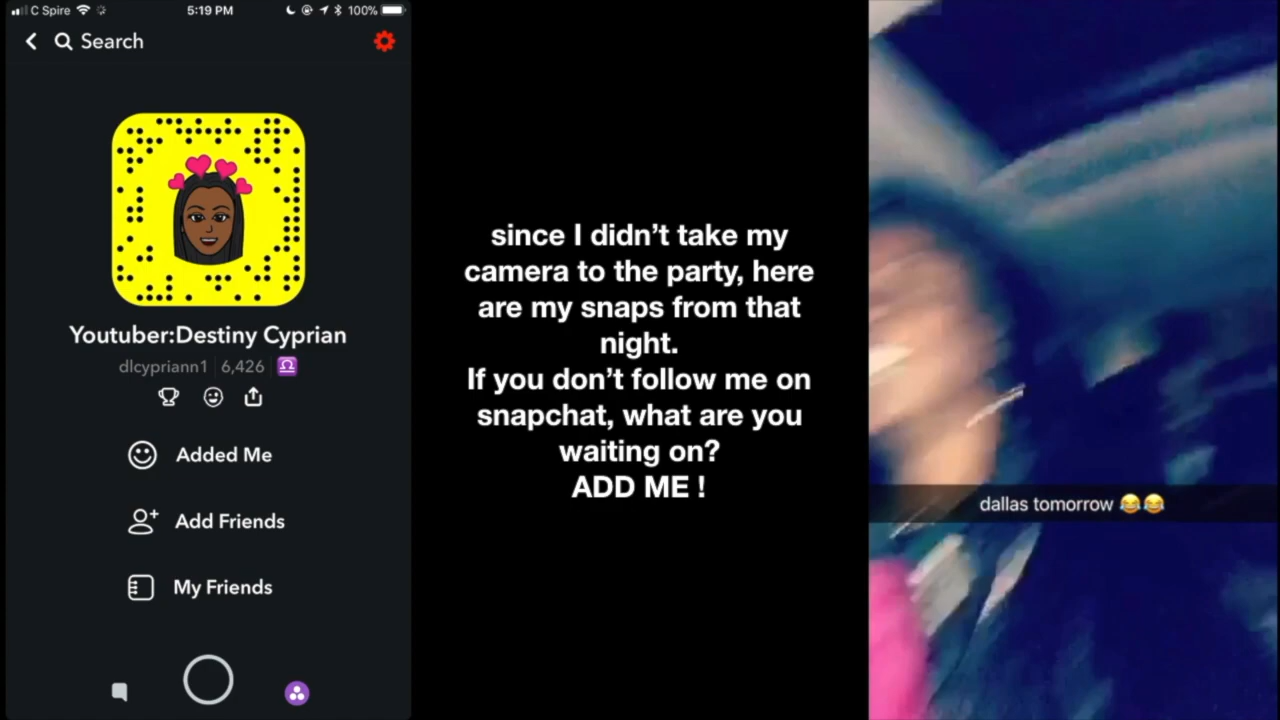 C Spire 5:19 PM 100%
Search
Youtuber:Destiny Cyprian
dlcypriann1 6,426 ♎
Added Me
Add Friends
My Friends
since I didn’t take my
camera to the party, here
are my snaps from that
night.
If you don’t follow me on
snapchat, what are you
waiting on?
ADD ME !
dallas tomorrow 😂😂